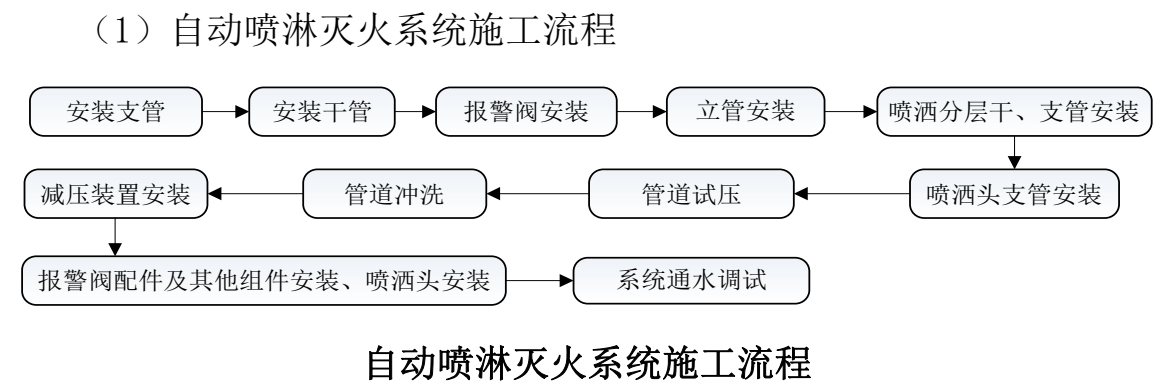 （1）自动喷淋灭火系统施工流程
安装支管
安装干管
报警阀安装
立管安装
喷洒分层干、支管安装
喷洒头支管安装
管道试压
管道冲洗
减压装置安装
报警阀配件及其他组件安装、喷洒头安装
系统通水调试
自动喷淋灭火系统施工流程